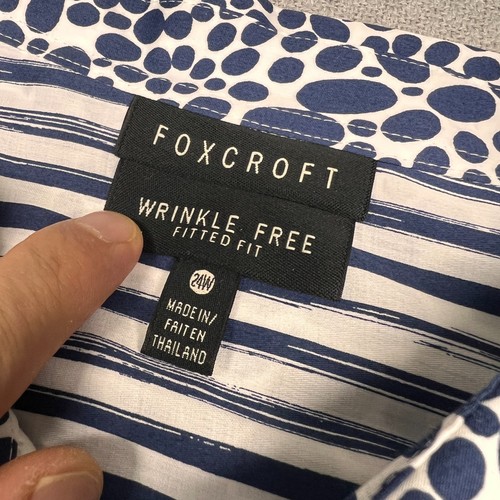 FOXCROFT
WRINKLE FREE
FITTED FIT
24W
MADE IN/
FAIT EN
THAILAND